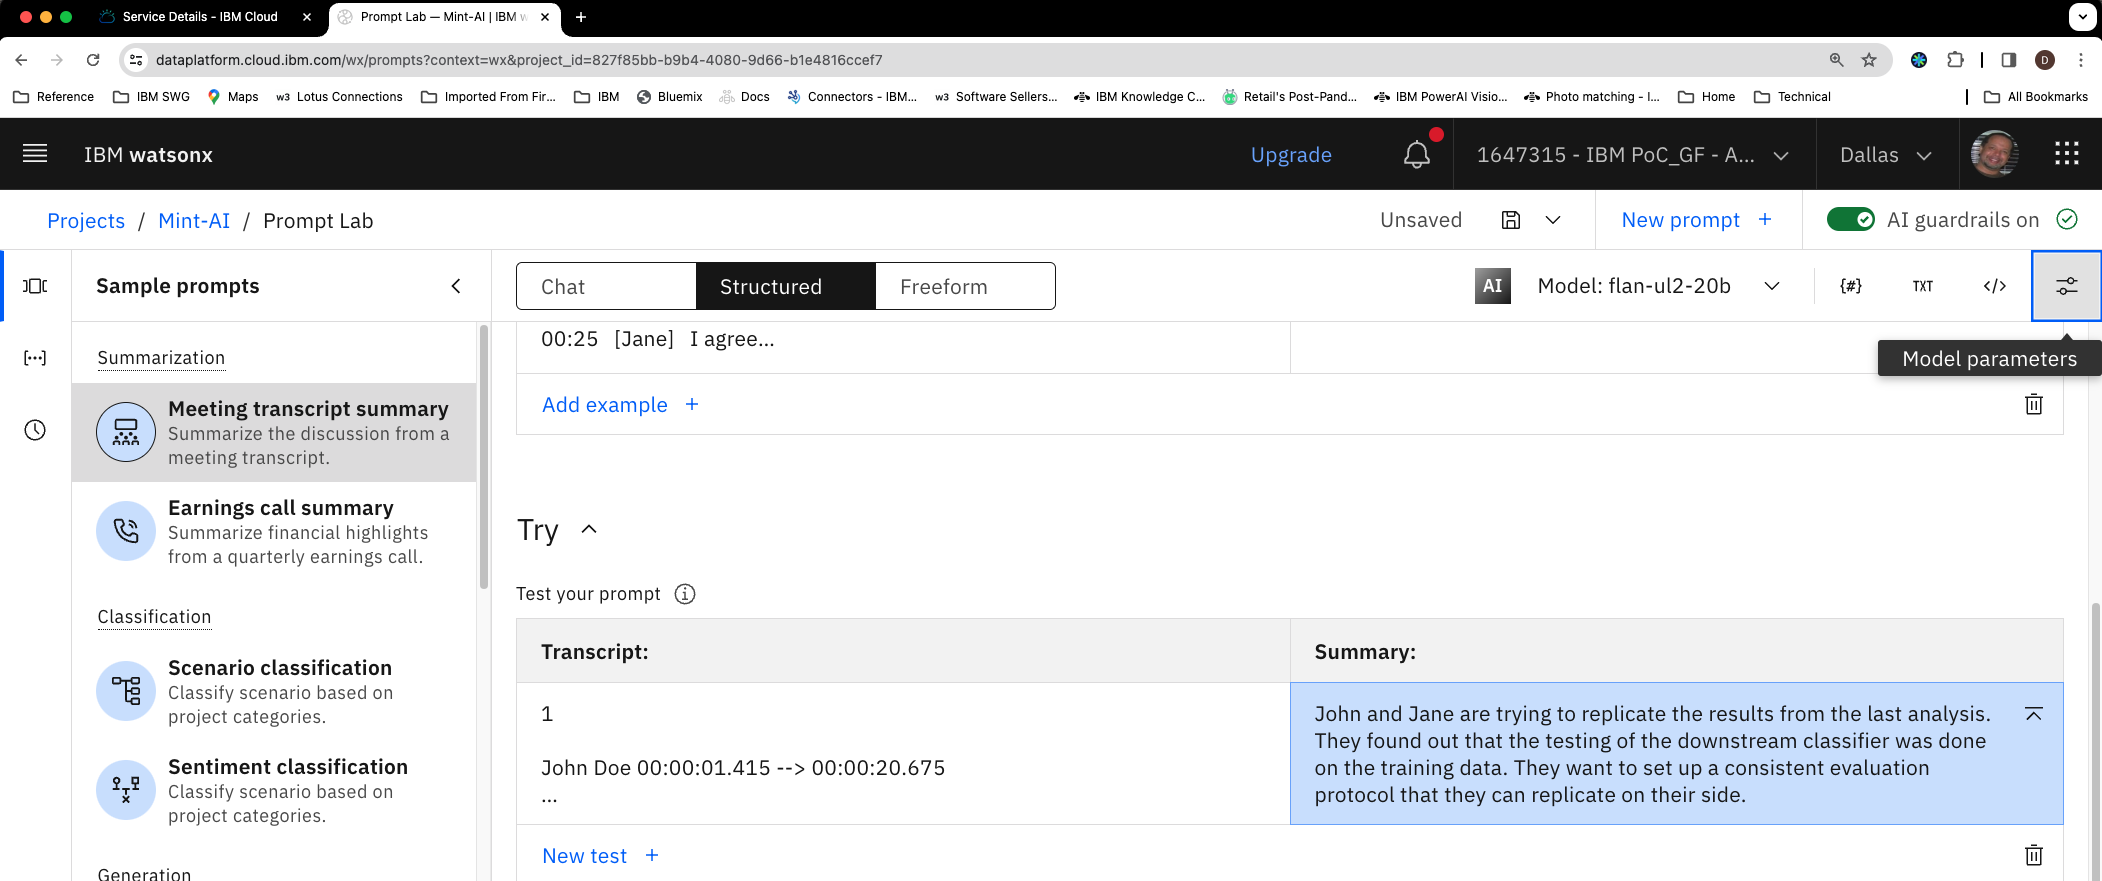 Service Details - IBM Cloud
Prompt Lab — Mint-AI | IBM w
dataplatform.cloud.ibm.com/wx/prompts?context=wx&project_id=827f85bb-b9b4-4080-9d66-b1e4816ccef7
D
Reference
IBM SWG
Maps
w3 Lotus Connections
Imported From Fir...
IBM
Bluemix
Docs
Connectors - IBM...
w3 Software Sellers...
IBM Knowledge C...
Retail's Post-Pand...
IBM PowerAI Visio...
Photo matching - I...
Home
Technical
All Bookmarks
IBM watsonx
Upgrade
1647315 - IBM PoC_GF - A...
Dallas
Projects / Mint-AI / Prompt Lab
Unsaved
New prompt +
AI guardrails on
Sample prompts
Chat
Structured
Freeform
AI
Model: flan-ul2-20b
{#}
TXT
</>
Model parameters
Summarization
Meeting transcript summary
Summarize the discussion from a
meeting transcript.
Earnings call summary
Summarize financial highlights
from a quarterly earnings call.
Classification
Scenario classification
Classify scenario based on
project categories.
Sentiment classification
Classify scenario based on
project categories.
Generation
00:25 [Jane] I agree...
Add example +
Try
Test your prompt
Transcript:
Summary:
1
John Doe 00:00:01.415 --> 00:00:20.675
...
John and Jane are trying to replicate the results from the last analysis.
They found out that the testing of the downstream classifier was done
on the training data. They want to set up a consistent evaluation
protocol that they can replicate on their side.
New test +